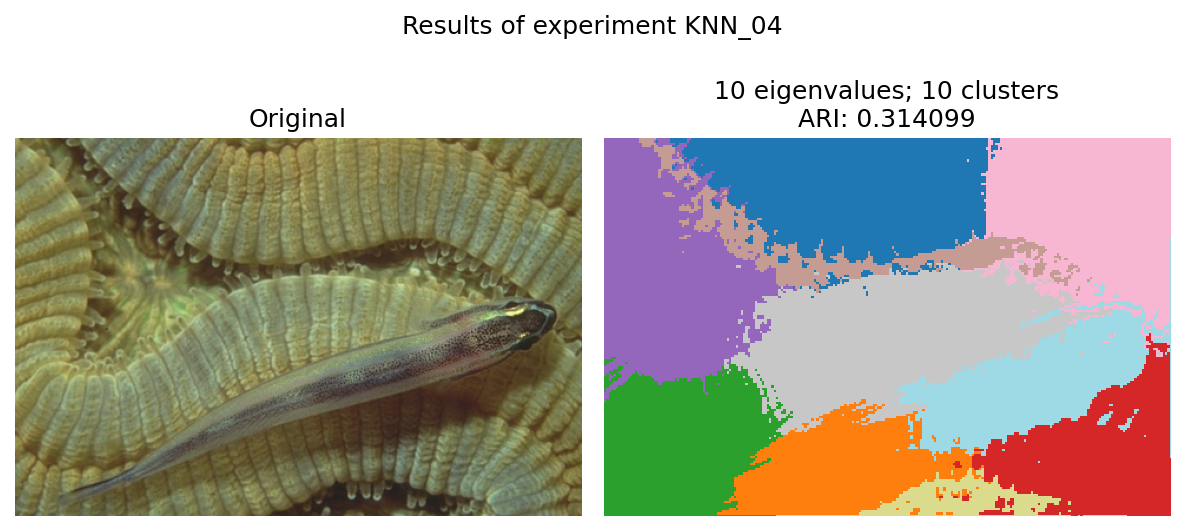 Results of experiment KNN_04
Original
10 eigenvalues; 10 clusters
ARI: 0.314099